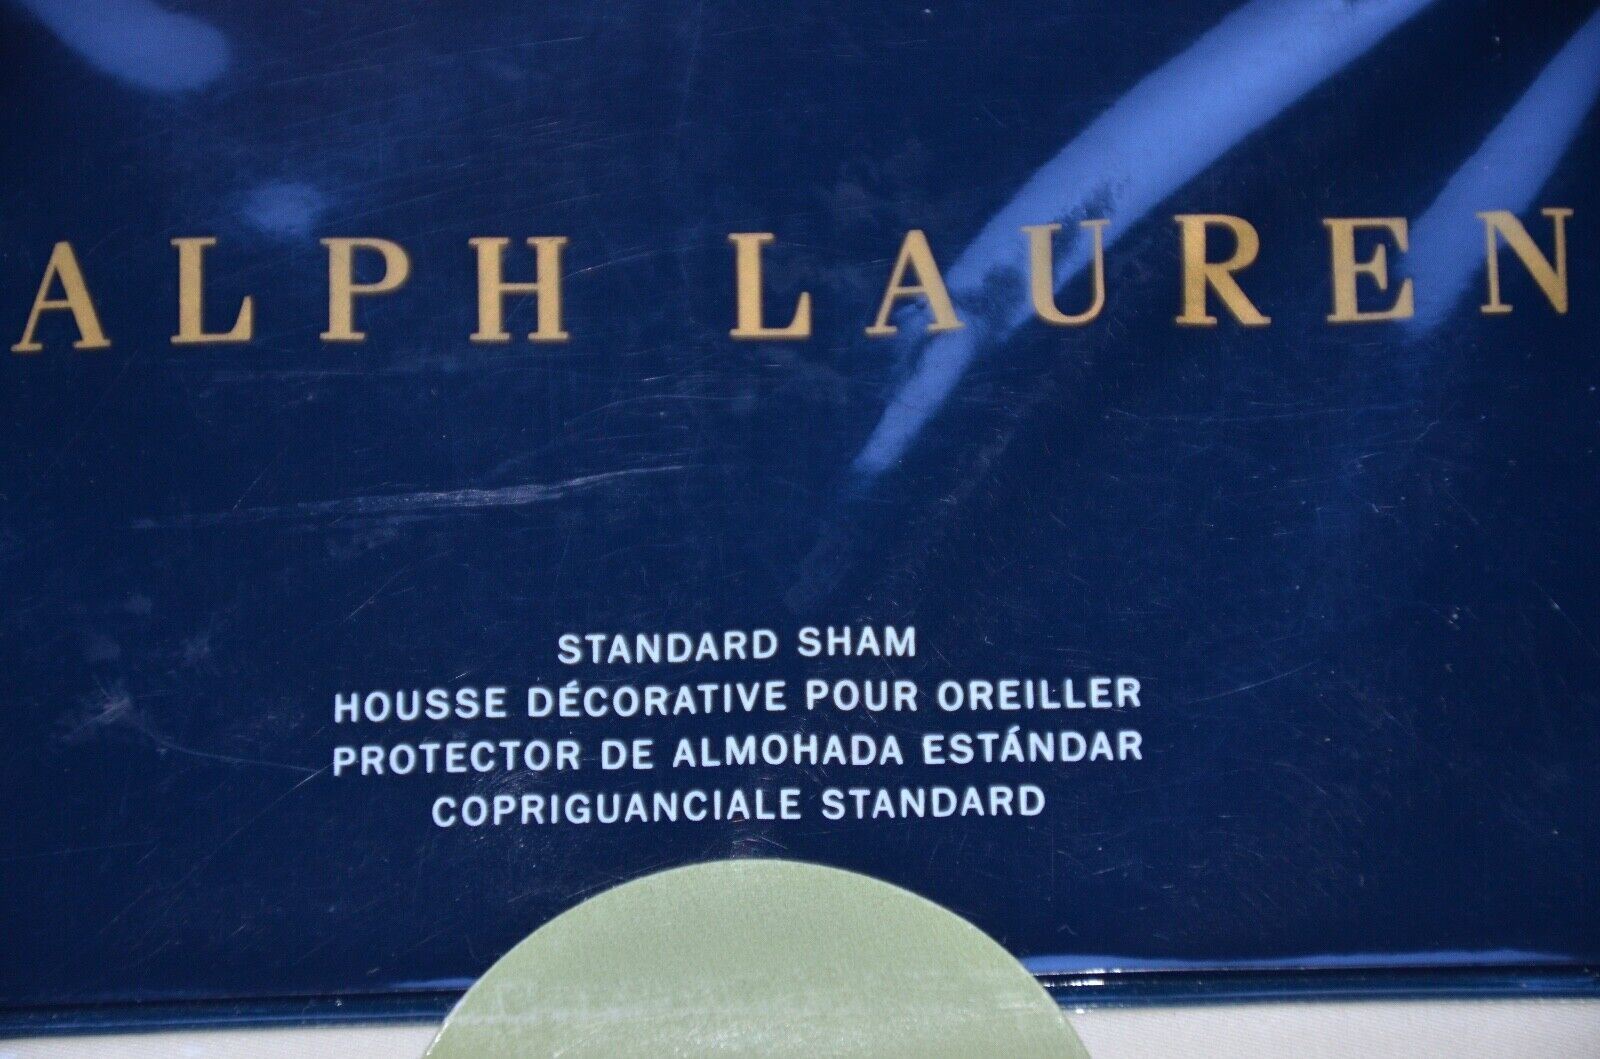 ALPH LAUREN
STANDARD SHAM
HOUSSE DÉCORATIVE POUR OREILLER
PROTECTOR DE ALMOHADA ESTÁNDAR
COPRIGUANCIALE STANDARD